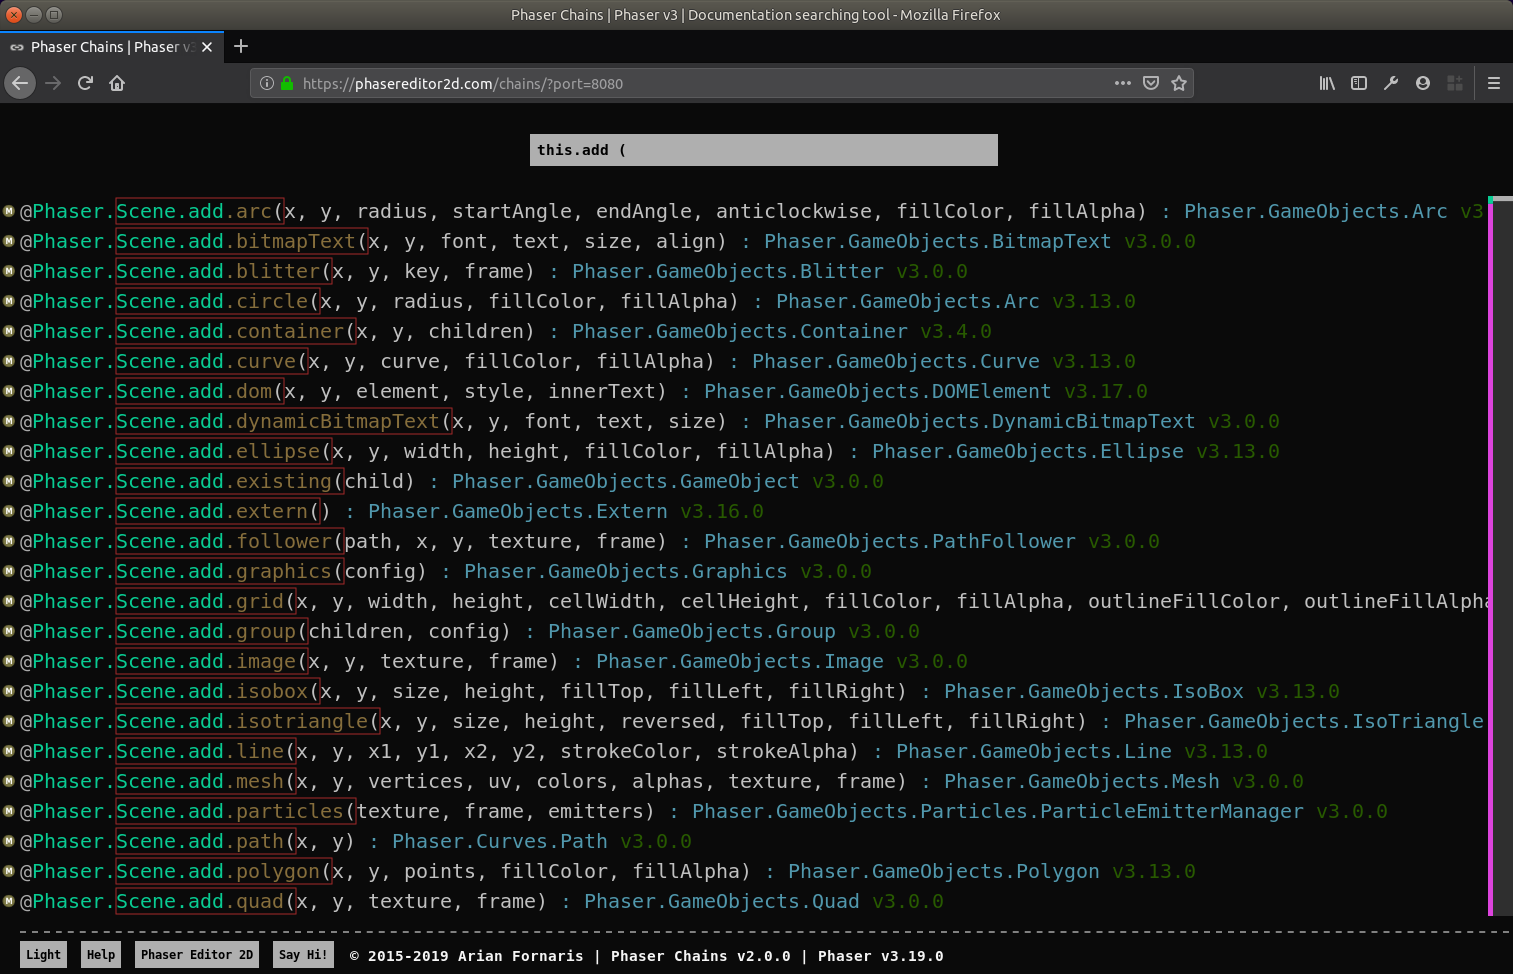 Phaser Chains | Phaser v3 | Documentation searching tool - Mozilla Firefox
Phaser Chains | Phaser v3
https://phasereditor2d.com/chains/?port=8080
this.add (
M @Phaser.Scene.add.arc(x, y, radius, startAngle, endAngle, anticlockwise, fillColor, fillAlpha) : Phaser.GameObjects.Arc v3
M @Phaser.Scene.add.bitmapText(x, y, font, text, size, align) : Phaser.GameObjects.BitmapText v3.0.0
M @Phaser.Scene.add.blitter(x, y, key, frame) : Phaser.GameObjects.Blitter v3.0.0
M @Phaser.Scene.add.circle(x, y, radius, fillColor, fillAlpha) : Phaser.GameObjects.Arc v3.13.0
M @Phaser.Scene.add.container(x, y, children) : Phaser.GameObjects.Container v3.4.0
M @Phaser.Scene.add.curve(x, y, curve, fillColor, fillAlpha) : Phaser.GameObjects.Curve v3.13.0
M @Phaser.Scene.add.dom(x, y, element, style, innerText) : Phaser.GameObjects.DOMElement v3.17.0
M @Phaser.Scene.add.dynamicBitmapText(x, y, font, text, size) : Phaser.GameObjects.DynamicBitmapText v3.0.0
M @Phaser.Scene.add.ellipse(x, y, width, height, fillColor, fillAlpha) : Phaser.GameObjects.Ellipse v3.13.0
M @Phaser.Scene.add.existing(child) : Phaser.GameObjects.GameObject v3.0.0
M @Phaser.Scene.add.extern() : Phaser.GameObjects.Extern v3.16.0
M @Phaser.Scene.add.follower(path, x, y, texture, frame) : Phaser.GameObjects.PathFollower v3.0.0
M @Phaser.Scene.add.graphics(config) : Phaser.GameObjects.Graphics v3.0.0
M @Phaser.Scene.add.grid(x, y, width, height, cellWidth, cellHeight, fillColor, fillAlpha, outlineFillColor, outlineFillAlpha
M @Phaser.Scene.add.group(children, config) : Phaser.GameObjects.Group v3.0.0
M @Phaser.Scene.add.image(x, y, texture, frame) : Phaser.GameObjects.Image v3.0.0
M @Phaser.Scene.add.isobox(x, y, size, height, fillTop, fillLeft, fillRight) : Phaser.GameObjects.IsoBox v3.13.0
M @Phaser.Scene.add.isotriangle(x, y, size, height, reversed, fillTop, fillLeft, fillRight) : Phaser.GameObjects.IsoTriangle
M @Phaser.Scene.add.line(x, y, x1, y1, x2, y2, strokeColor, strokeAlpha) : Phaser.GameObjects.Line v3.13.0
M @Phaser.Scene.add.mesh(x, y, vertices, uv, colors, alphas, texture, frame) : Phaser.GameObjects.Mesh v3.0.0
M @Phaser.Scene.add.particles(texture, frame, emitters) : Phaser.GameObjects.Particles.ParticleEmitterManager v3.0.0
M @Phaser.Scene.add.path(x, y) : Phaser.Curves.Path v3.0.0
M @Phaser.Scene.add.polygon(x, y, points, fillColor, fillAlpha) : Phaser.GameObjects.Polygon v3.13.0
M @Phaser.Scene.add.quad(x, y, texture, frame) : Phaser.GameObjects.Quad v3.0.0
Light Help Phaser Editor 2D Say Hi! © 2015-2019 Arian Fornaris | Phaser Chains v2.0.0 | Phaser v3.19.0